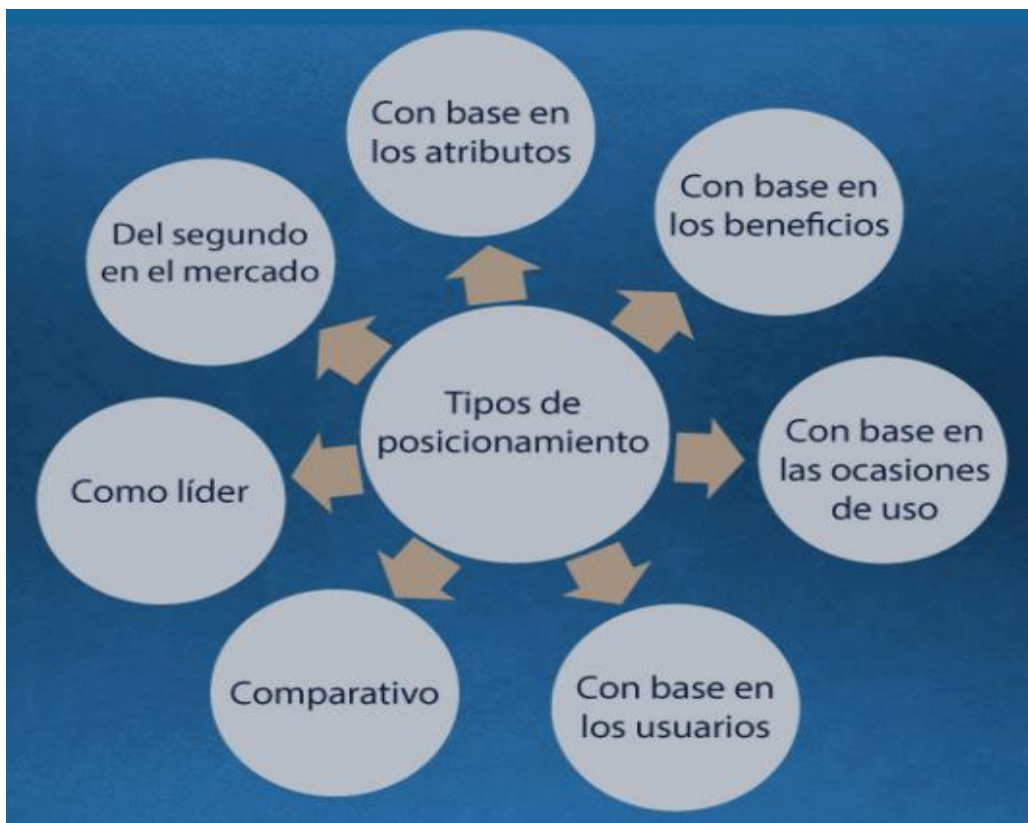 Con base en
los atributos
Con base en
los beneficios
Con base en
las ocasiones
de uso
Con base en
los usuarios
Comparativo
Como líder
Del segundo
en el mercado
Tipos de
posicionamiento